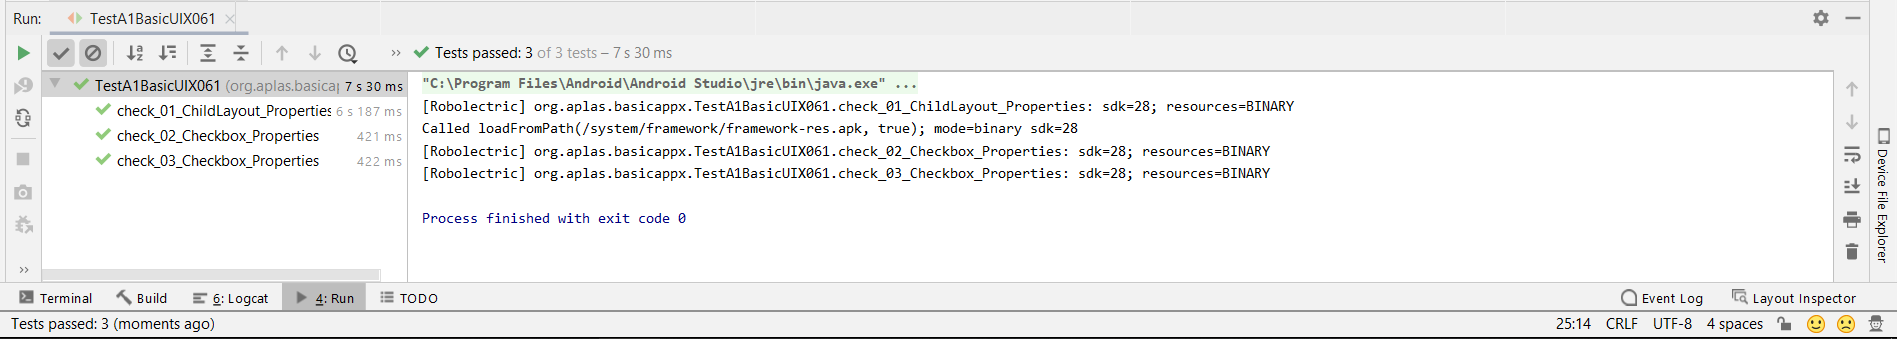 Run: TestA1BasicUIX061
Tests passed: 3 of 3 tests – 7 s 30 ms
TestA1BasicUIX061 (org.aplas.basicap 7 s 30 ms
check_01_ChildLayout_Properties 6 s 187 ms
check_02_Checkbox_Properties 421 ms
check_03_Checkbox_Properties 422 ms
"C:\Program Files\Android\Android Studio\jre\bin\java.exe" ...
[Robolectric] org.aplas.basicappx.TestA1BasicUIX061.check_01_ChildLayout_Properties: sdk=28; resources=BINARY
Called loadFromPath(/system/framework/framework-res.apk, true); mode=binary sdk=28
[Robolectric] org.aplas.basicappx.TestA1BasicUIX061.check_02_Checkbox_Properties: sdk=28; resources=BINARY
[Robolectric] org.aplas.basicappx.TestA1BasicUIX061.check_03_Checkbox_Properties: sdk=28; resources=BINARY
Process finished with exit code 0
Device File Explorer
Terminal Build 6: Logcat 4: Run TODO Event Log Layout Inspector
Tests passed: 3 (moments ago) 25:14 CRLF UTF-8 4 spaces